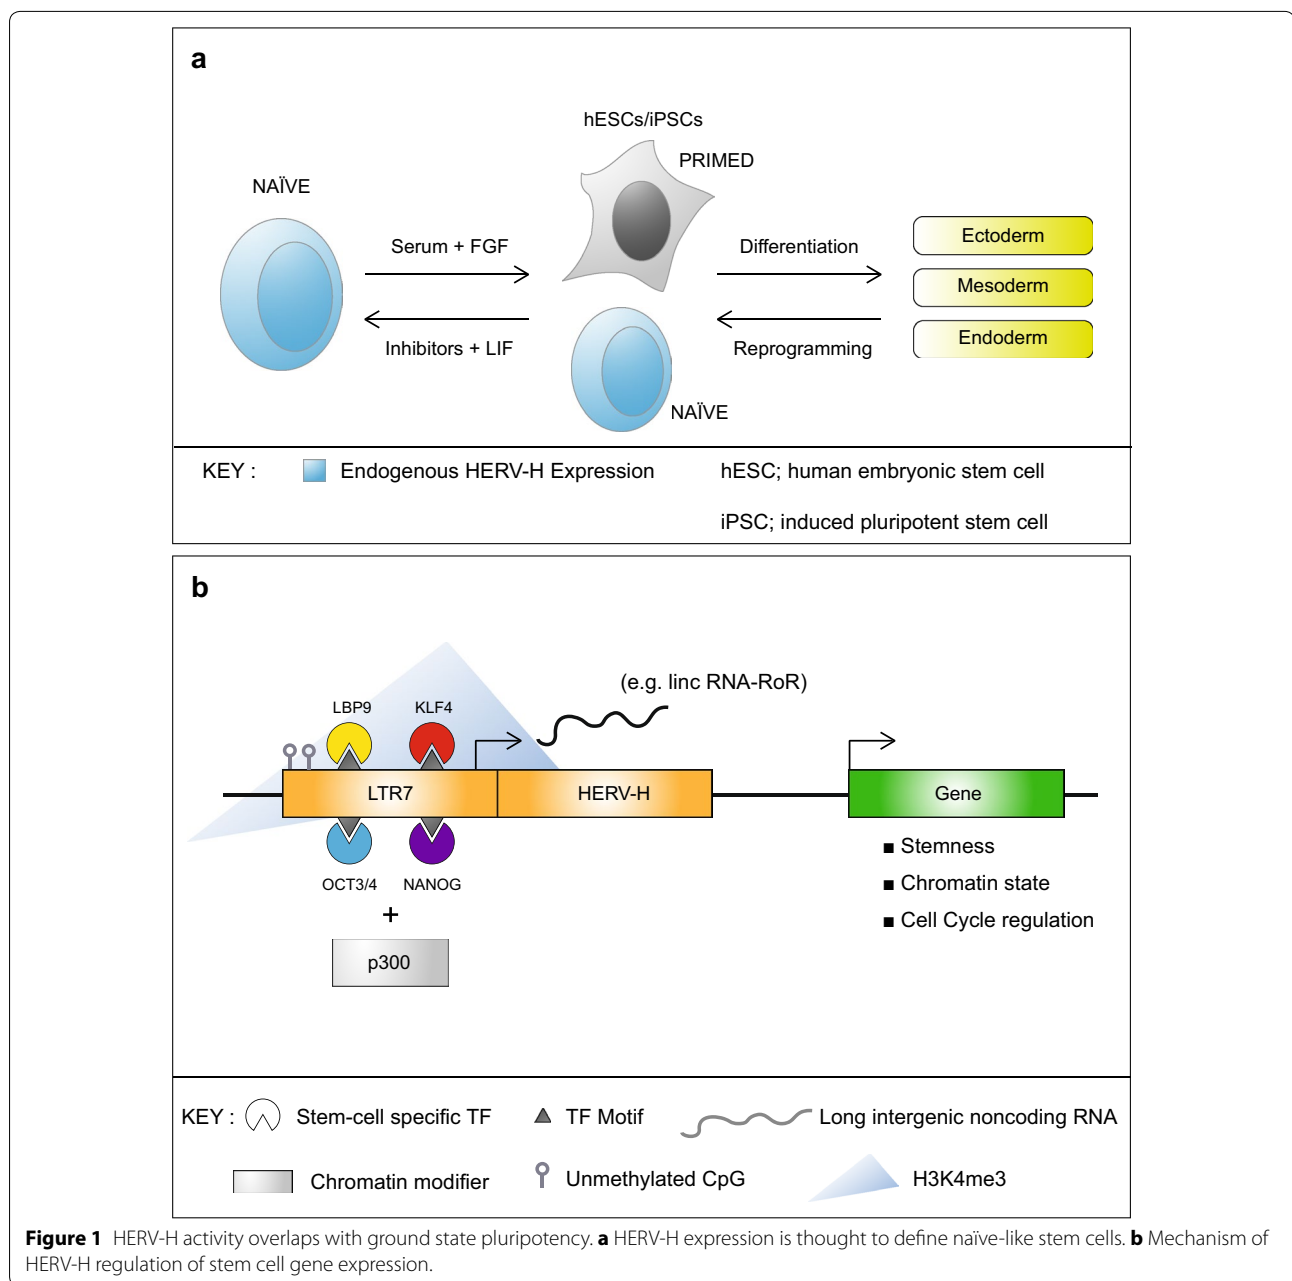 a
hESCs/iPSCs
PRIMED
NAÏVE
Serum + FGF
Differentiation
Ectoderm
Mesoderm
Endoderm
Inhibitors + LIF
Reprogramming
NAÏVE
KEY :
Endogenous HERV-H Expression
hESC; human embryonic stem cell
iPSC; induced pluripotent stem cell
b
(e.g. linc RNA-RoR)
LBP9
KLF4
LTR7
HERV-H
Gene
OCT3/4
NANOG
+
p300
■ Stemness
■ Chromatin state
■ Cell Cycle regulation
KEY :
Stem-cell specific TF
TF Motif
Long intergenic noncoding RNA
Chromatin modifier
Unmethylated CpG
H3K4me3
Figure 1 HERV-H activity overlaps with ground state pluripotency. a HERV-H expression is thought to define naïve-like stem cells. b Mechanism of
HERV-H regulation of stem cell gene expression.